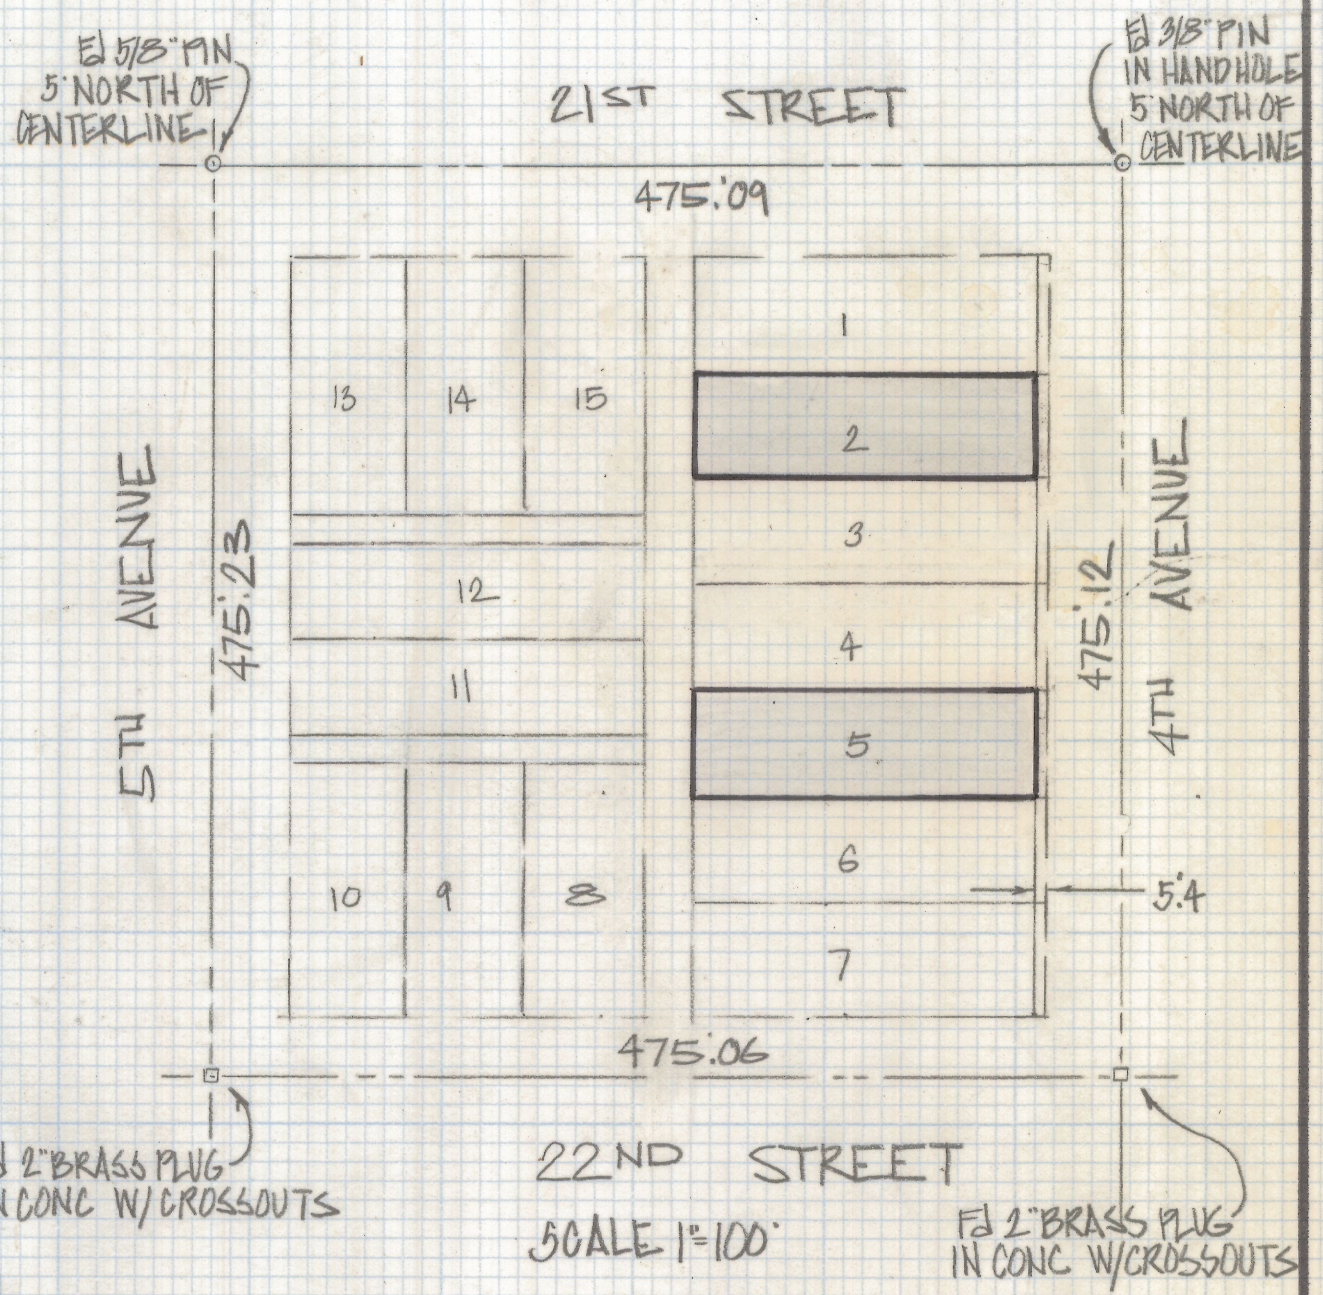 Fd 5/8" PIN
5' NORTH OF
CENTERLINE
Fd 3/8" PIN
IN HANDHOLE
5' NORTH OF
CENTERLINE
21ST STREET
475.'09
1
13 14 15
2
5TH AVENUE
475.'23
3
475.'12
4TH AVENUE
12
4
11
5
6
10 9 8
5.'4
7
475.'06
2" BRASS PLUG
CONC W/ CROSSOUTS
22ND STREET
SCALE 1"=100'
Fd 2" BRASS PLUG
IN CONC W/CROSSOUTS